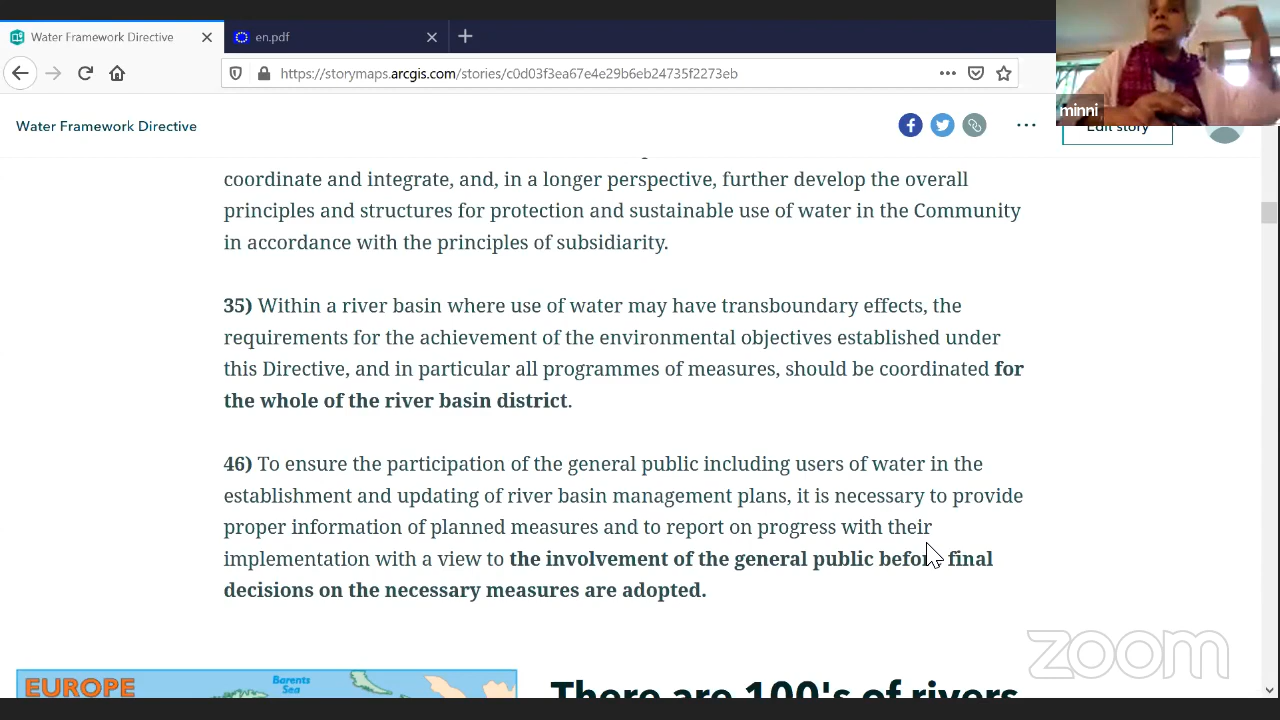 Water Framework Directive
en.pdf
https://storymaps.arcgis.com/stories/c0d03f3ea67e4e29b6eb24735f2273eb
minni
Water Framework Directive
Edit story
coordinate and integrate, and, in a longer perspective, further develop the overall
principles and structures for protection and sustainable use of water in the Community
in accordance with the principles of subsidiarity.
35) Within a river basin where use of water may have transboundary effects, the
requirements for the achievement of the environmental objectives established under
this Directive, and in particular all programmes of measures, should be coordinated for
the whole of the river basin district.
46) To ensure the participation of the general public including users of water in the
establishment and updating of river basin management plans, it is necessary to provide
proper information of planned measures and to report on progress with their
implementation with a view to the involvement of the general public before final
decisions on the necessary measures are adopted.
zoom
EUROPE
Barents
Sea
There are 100's of rivers